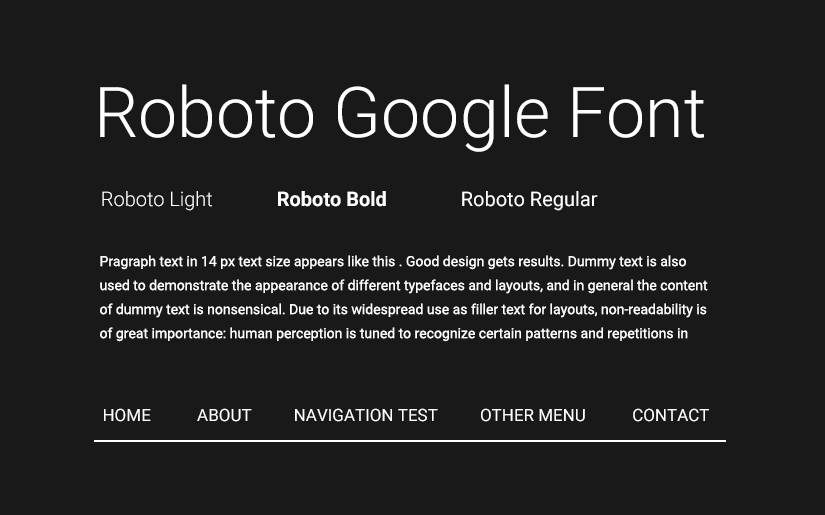 Roboto Google Font
Roboto Light Roboto Bold Roboto Regular
Pragraph text in 14 px text size appears like this . Good design gets results. Dummy text is also
used to demonstrate the appearance of different typefaces and layouts, and in general the content
of dummy text is nonsensical. Due to its widespread use as filler text for layouts, non-readability is
of great importance: human perception is tuned to recognize certain patterns and repetitions in
HOME ABOUT NAVIGATION TEST OTHER MENU CONTACT